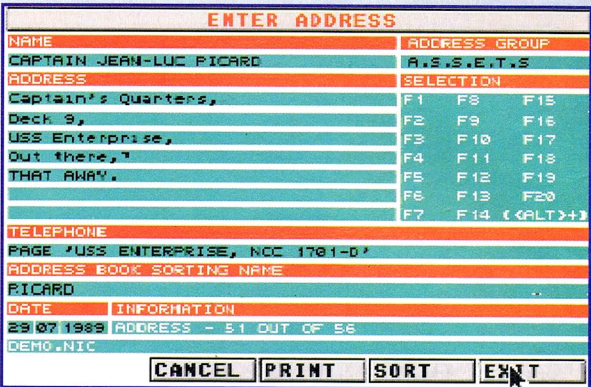 ENTER ADDRESS
NAME
CAPTAIN JEAN-LUC PICARD
ADDRESS
Captain's Quarters,
Deck 9,
USS Enterprise,
Out there,"
THAT AWAY.
ADDRESS GROUP
A.S.S.E.T.S
SELECTION
F1 F8 F15
F2 F9 F16
F3 F10 F17
F4 F11 F18
F5 F12 F19
F6 F13 F20
F7 F14 (<ALT>+)
TELEPHONE
PAGE 'USS ENTERPRISE, NCC 1701-D'
ADDRESS BOOK SORTING NAME
PICARD
DATE INFORMATION
29 07 1989 ADDRESS - 51 OUT OF 56
DEMO.NIC
CANCEL PRINT SORT EXIT